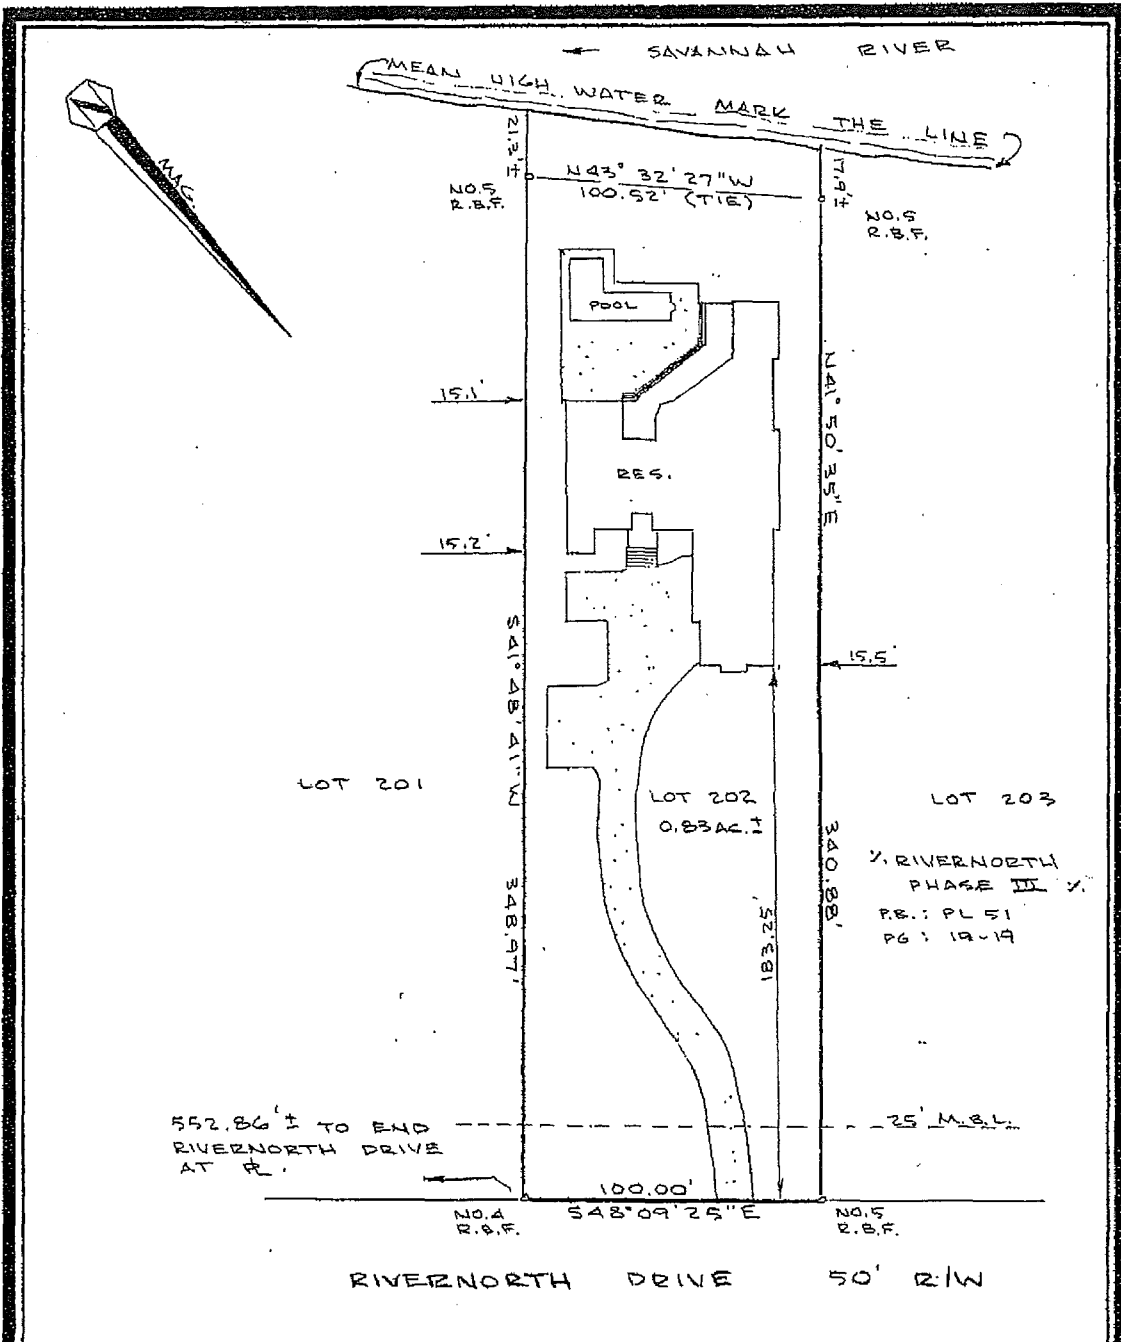 ← SAVANNAH RIVER
MEAN HIGH WATER MARK THE LINE
MAG.
21.2'±
17.9'±
N43° 32' 27"W
100.52' (TIE)
NO.5
R.B.F.
NO.5
R.B.F.
POOL
15.1'
N41° 50' 35"E
RES.
15.2'
S41° 48' 41"W
15.5'
LOT 201
LOT 202
0.83 AC.±
LOT 203
340.88'
%. RIVERNORTH
PHASE III %.
P.B.: PL 51
PG: 19-19
348.97'
183.25'
552.86'± TO END
RIVERNORTH DRIVE
AT PL.
25' M.B.L.
100.00'
S48°09'25"E
NO.4
R.B.F.
NO.5
R.B.F.
RIVERNORTH DRIVE 50' R/W